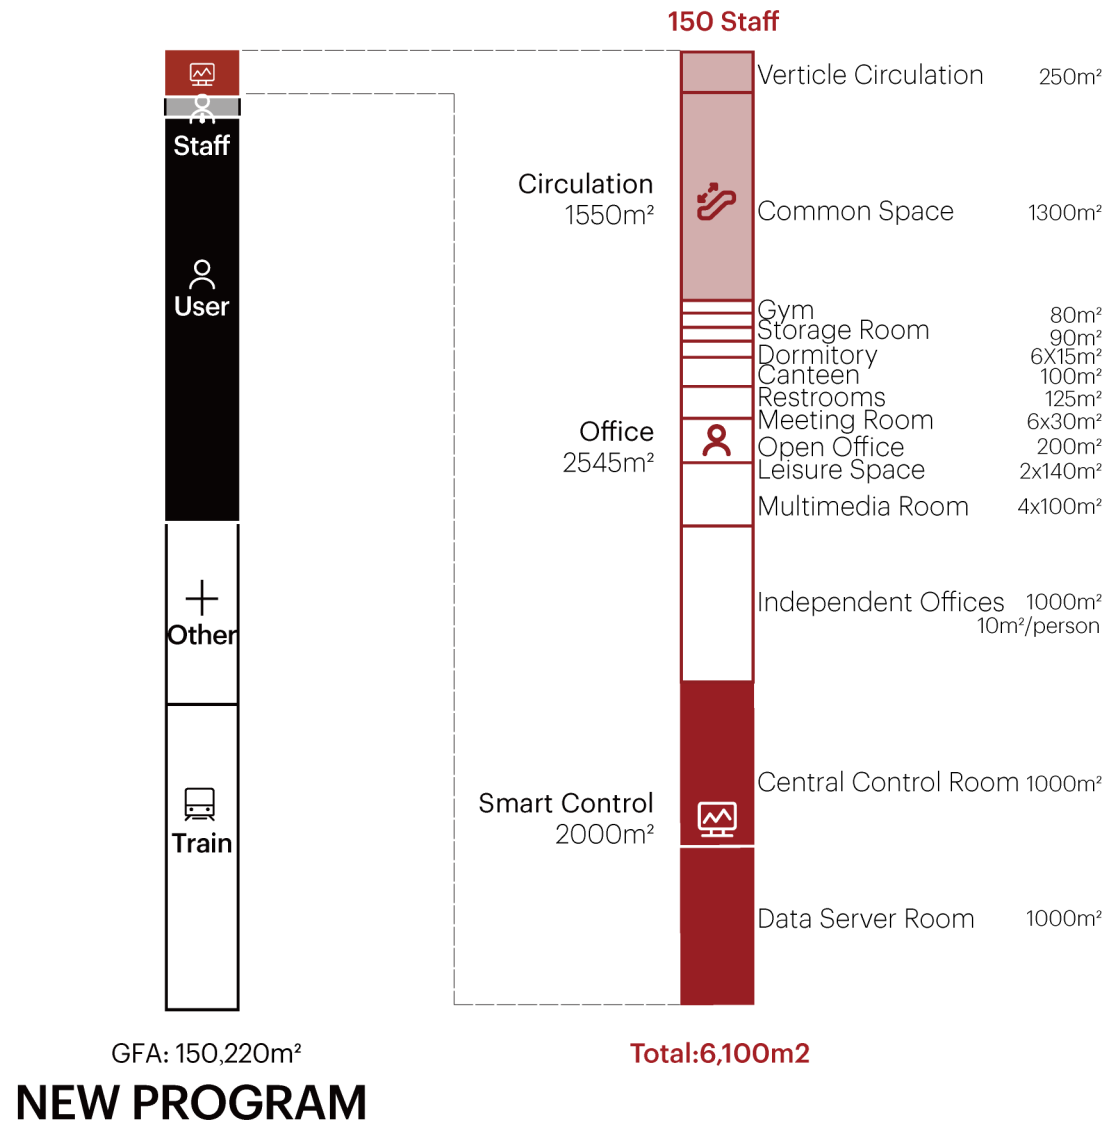 150 Staff
Staff
User
Other
Train
GFA: 150,220m²
NEW PROGRAM
Circulation
1550m²
Office
2545m²
Smart Control
2000m²
Verticle Circulation 250m²
Common Space 1300m²
Gym 80m²
Storage Room 90m²
Dormitory 6X15m²
Canteen 100m²
Restrooms 125m²
Meeting Room 6x30m²
Open Office 200m²
Leisure Space 2x140m²
Multimedia Room 4x100m²
Independent Offices 1000m²
10m²/person
Central Control Room 1000m²
Data Server Room 1000m²
Total:6,100m2